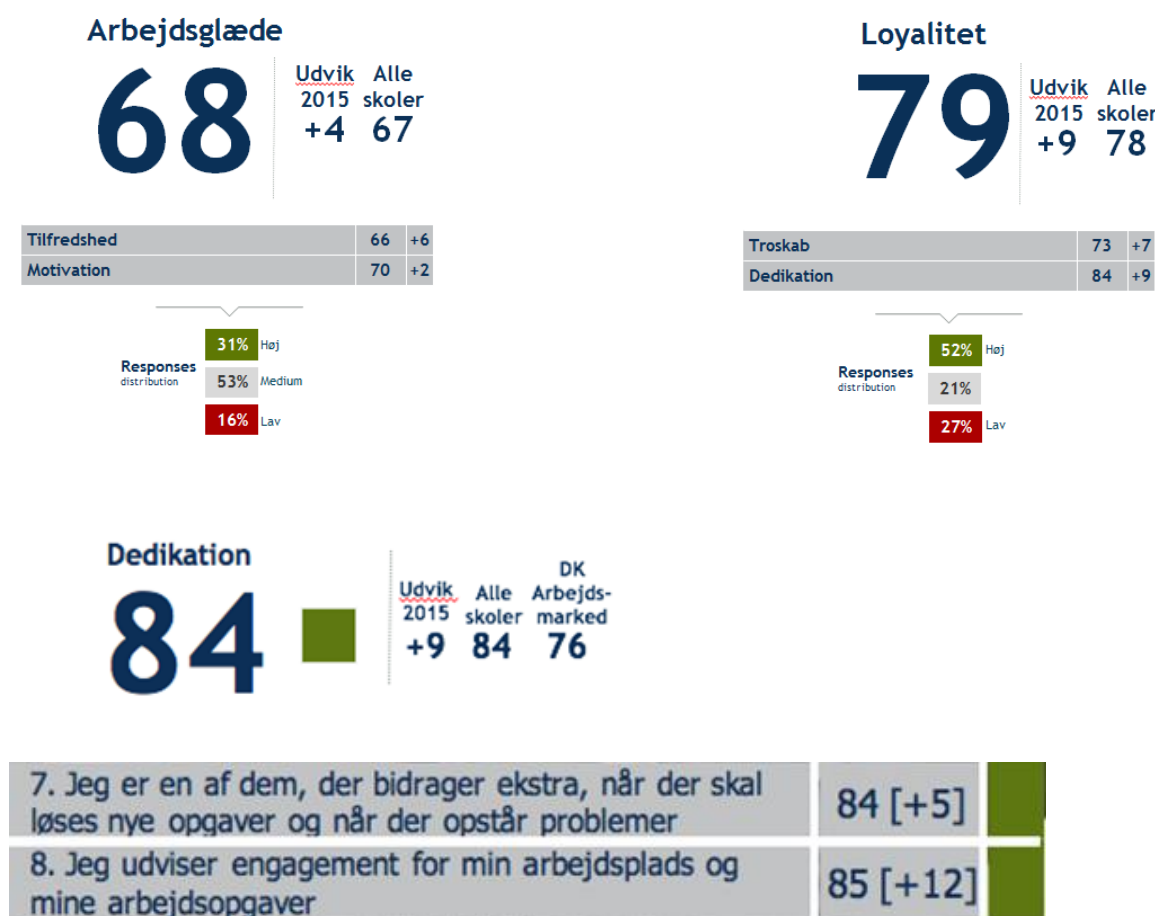 Arbejdsglæde
68
Udvik Alle
2015 skoler
+4 67
Tilfredshed 66 +6
Motivation 70 +2
Responses
distribution
31% Høj
53% Medium
16% Lav
Loyalitet
79
Udvik Alle
2015 skoler
+9 78
Troskab 73 +7
Dedikation 84 +9
Responses
distribution
52% Høj
21%
27% Lav
Dedikation
84
DK
Udvik Alle Arbejds-
2015 skoler marked
+9 84 76
7. Jeg er en af dem, der bidrager ekstra, når der skal
løses nye opgaver og når der opstår problemer
84 [+5]
8. Jeg udviser engagement for min arbejdsplads og
mine arbejdsopgaver
85 [+12]